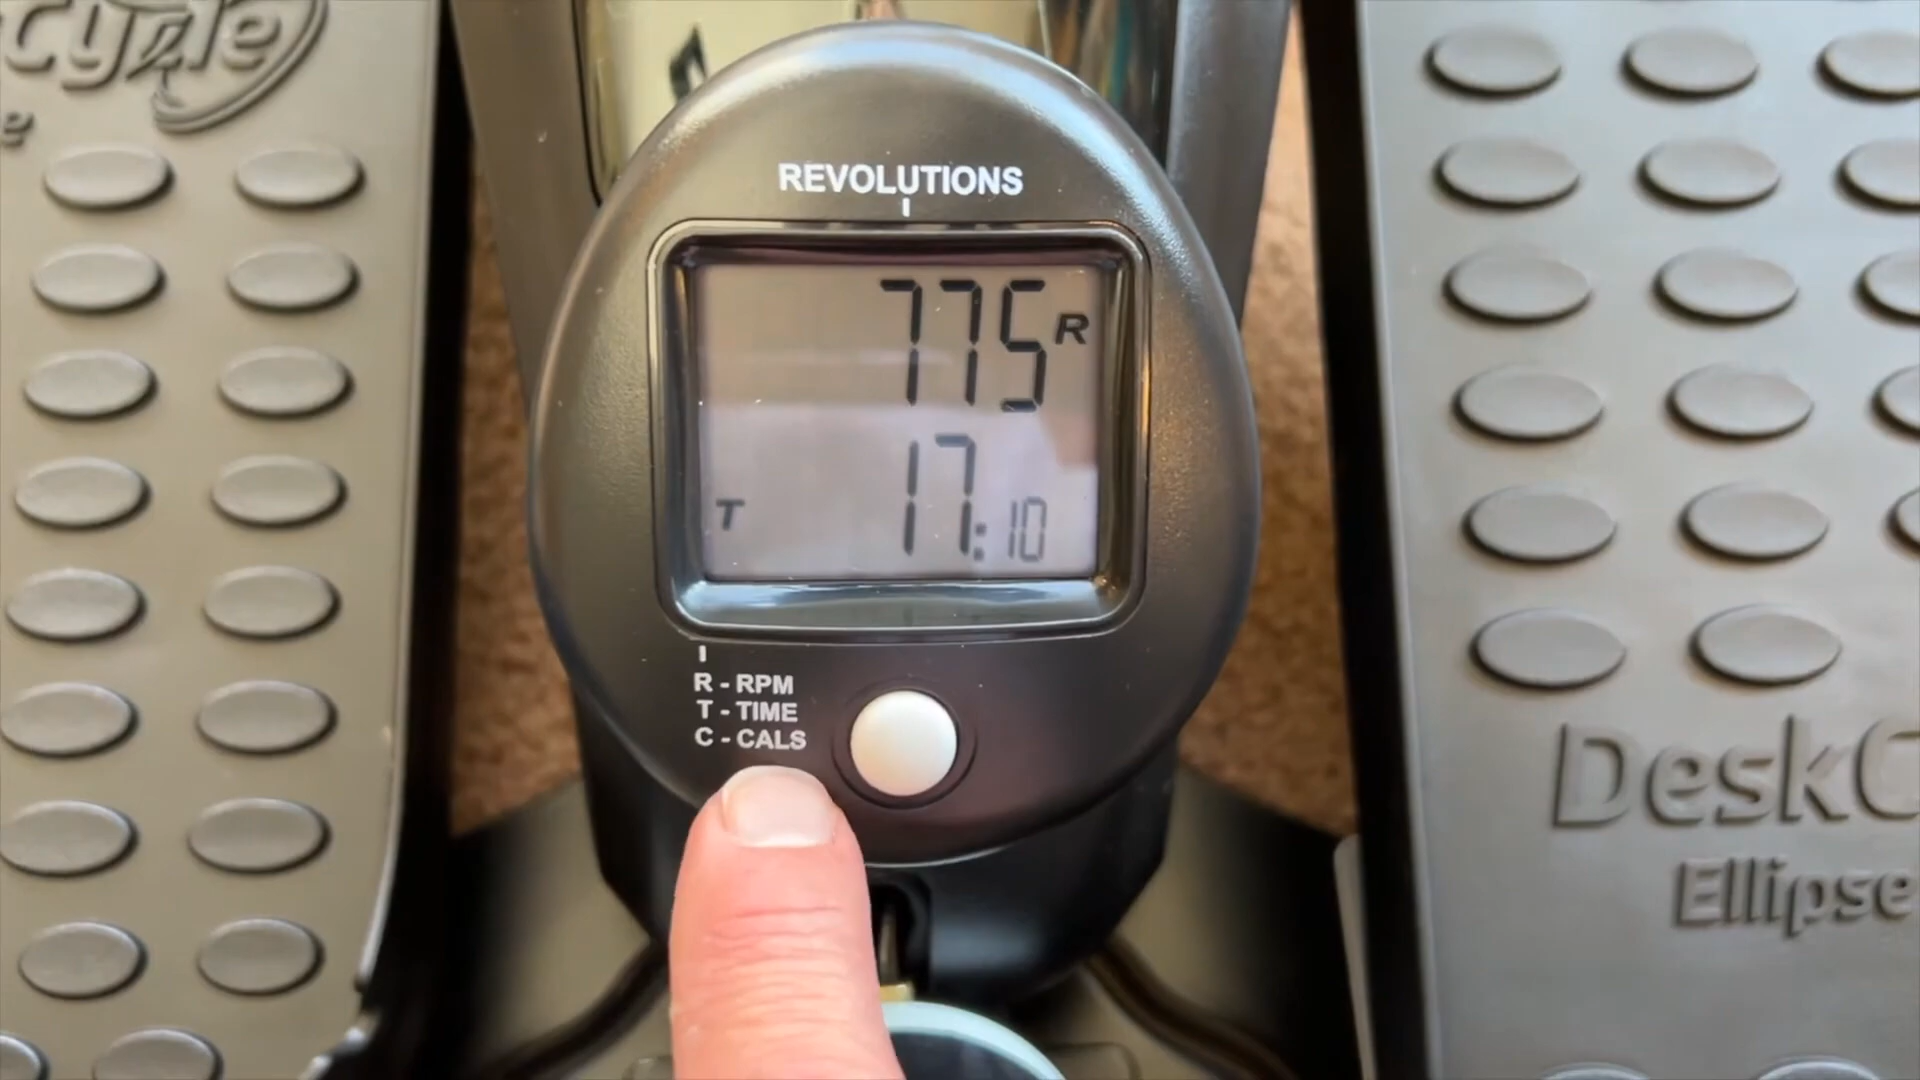 Cycle
e
REVOLUTIONS
775 R
T 17:10
R - RPM
T - TIME
C - CALS
DeskC
Ellipse